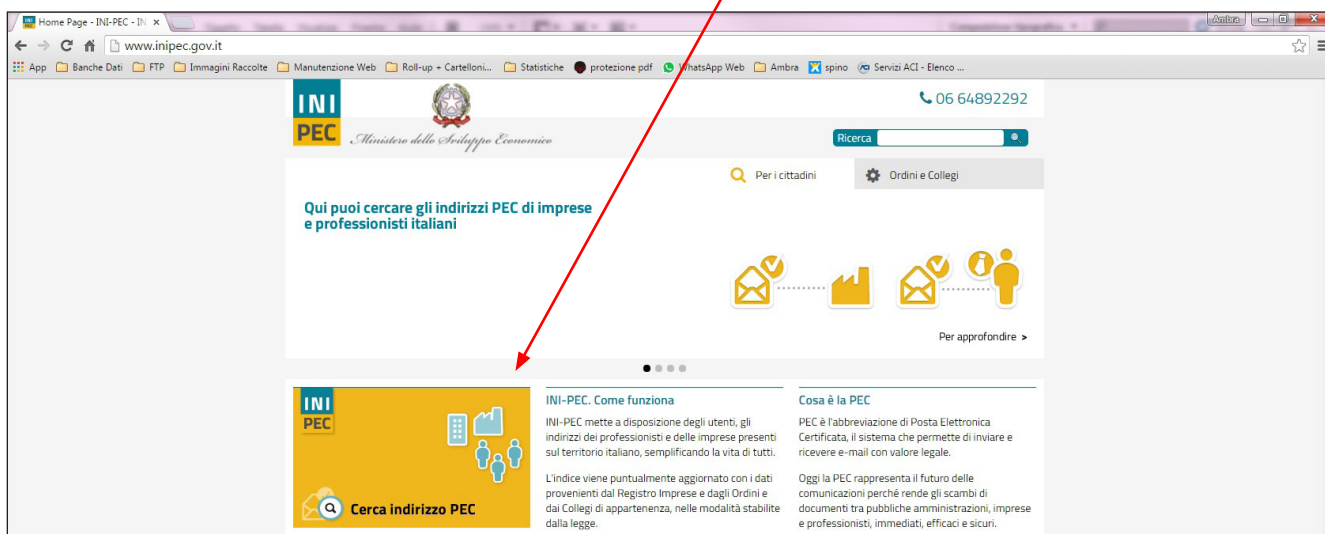 Home Page - INI-PEC - IN
Ambra
www.inipec.gov.it
App Banche Dati FTP Immagini Raccolte Manutenzione Web Roll-up + Cartelloni... Statistiche protezione pdf WhatsApp Web Ambra spino Servizi ACI - Elenco ...
INI
PEC
Ministero dello Sviluppo Economico
06 64892292
Ricerca
Per i cittadini
Ordini e Collegi
Qui puoi cercare gli indirizzi PEC di imprese
e professionisti italiani
Per approfondire >
INI
PEC
Cerca indirizzo PEC
INI-PEC. Come funziona
INI-PEC mette a disposizione degli utenti, gli
indirizzi dei professionisti e delle imprese presenti
sul territorio italiano, semplificando la vita di tutti.
L'indice viene puntualmente aggiornato con i dati
provenienti dal Registro Imprese e dagli Ordini e
dai Collegi di appartenenza, nelle modalità stabilite
dalla legge.
Cosa è la PEC
PEC è l'abbreviazione di Posta Elettronica
Certificata, il sistema che permette di inviare e
ricevere e-mail con valore legale.
Oggi la PEC rappresenta il futuro delle
comunicazioni perché rende gli scambi di
documenti tra pubbliche amministrazioni, imprese
e professionisti, immediati, efficaci e sicuri.